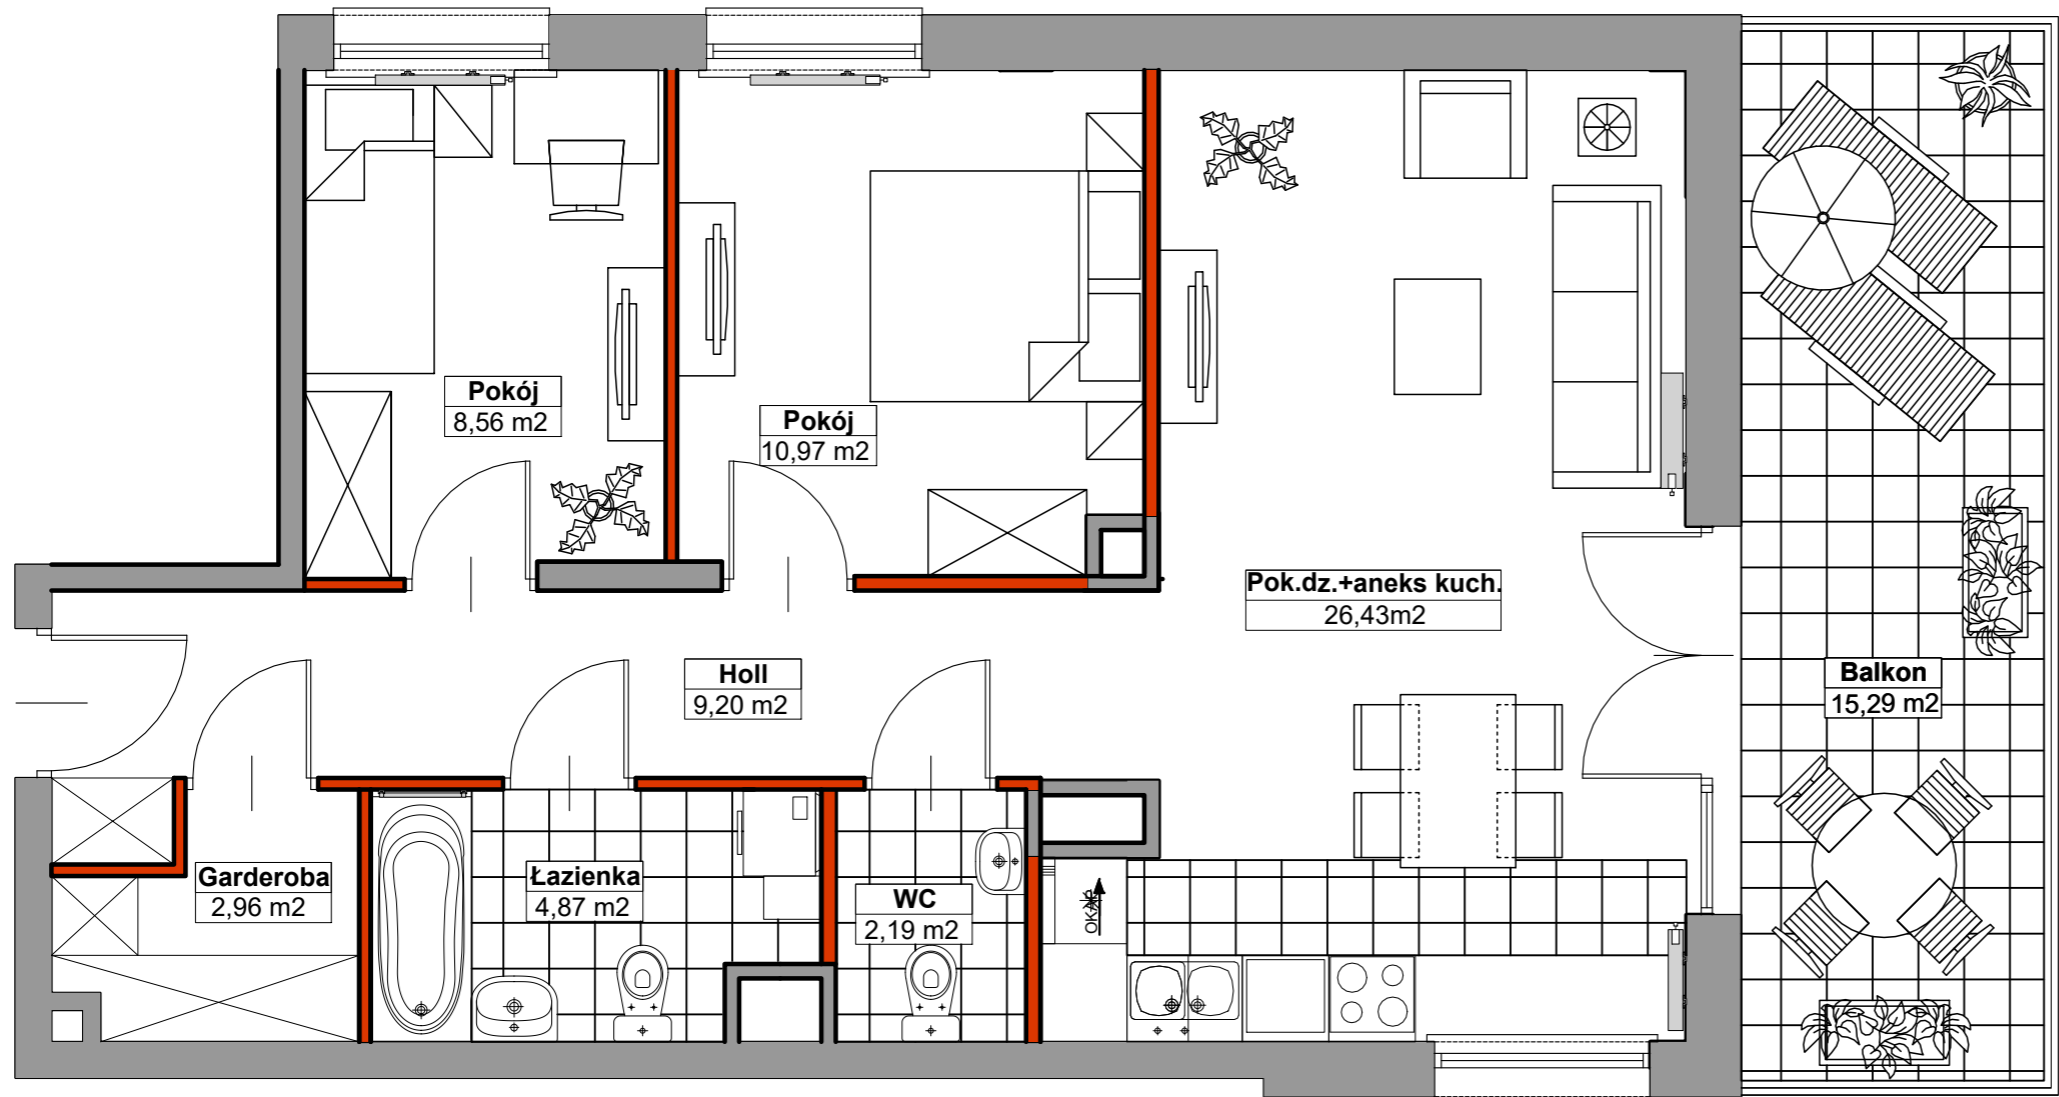 Pokój
8,56 m2
Pokój
10,97 m2
Pok.dz.+aneks kuch.
26,43m2
Holl
9,20 m2
Balkon
15,29 m2
Garderoba
2,96 m2
Łazienka
4,87 m2
WC
2,19 m2